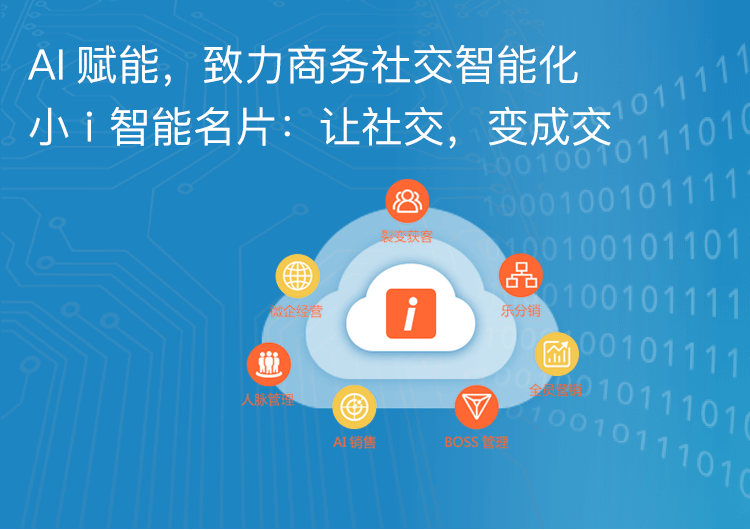 AI 赋能，致力商务社交智能化
小 i 智能名片：让社交，变成交
裂变获客
微企经营
乐分销
i
全员营销
人脉管理
AI 销售
BOSS 管理